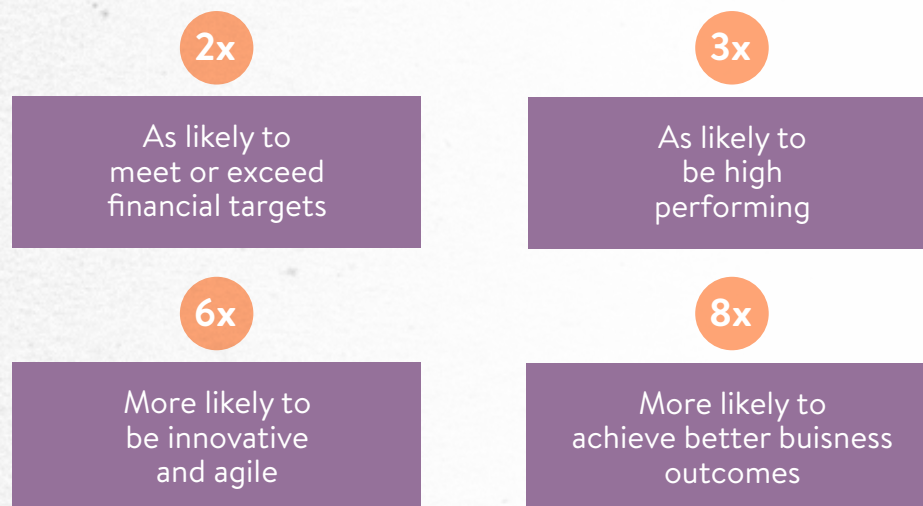 2x
As likely to
meet or exceed
financial targets
3x
As likely to
be high
performing
6x
More likely to
be innovative
and agile
8x
More likely to
achieve better buisness
outcomes